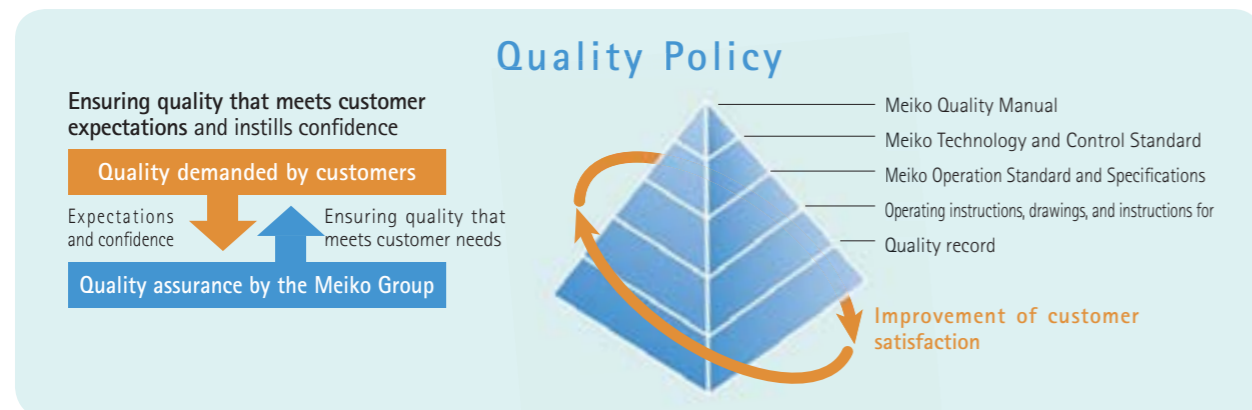 Quality Policy
Ensuring quality that meets customer
expectations and instills confidence
Quality demanded by customers
Expectations
and confidence
Ensuring quality that
meets customer needs
Quality assurance by the Meiko Group
Meiko Quality Manual
Meiko Technology and Control Standard
Meiko Operation Standard and Specifications
Operating instructions, drawings, and instructions for
Quality record
Improvement of customer
satisfaction